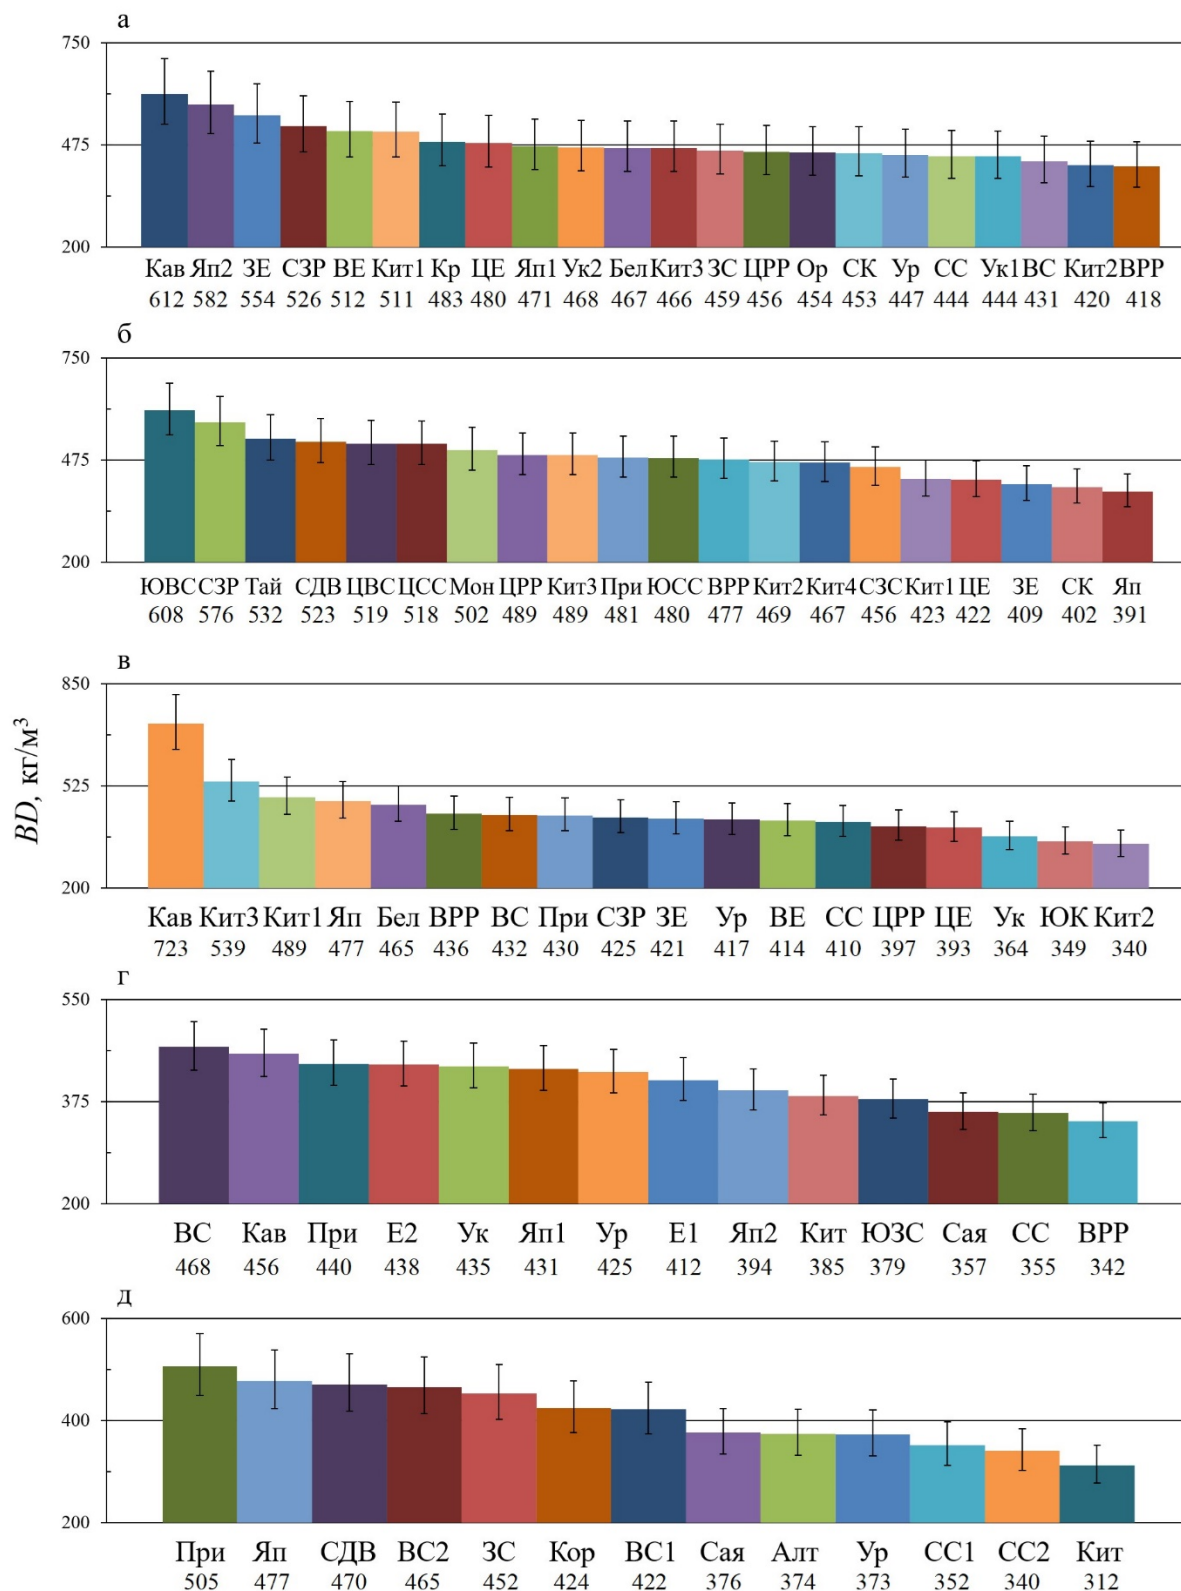 а
750
475
200
Кав Яп2 ЗЕ СЗР ВЕ Кит1 Кр ЦЕ Яп1 Ук2 Бел Кит3 ЗС ЦРР Ор СК Ур СС Ук1 ВС Кит2 ВРР
612 582 554 526 512 511 483 480 471 468 467 466 459 456 454 453 447 444 444 431 420 418
б
750
475
200
ЮВС СЗР Тай СДВ ЦВС ЦСС Мон ЦРР Кит3 При ЮСС ВРР Кит2 Кит4 СЗС Кит1 ЦЕ ЗЕ СК Яп
608 576 532 523 519 518 502 489 489 481 480 477 469 467 456 423 422 409 402 391
в
850
525
200
BD, кг/м³
Кав Кит3 Кит1 Яп Бел ВРР ВС При СЗР ЗЕ Ур ВЕ СС ЦРР ЦЕ Ук ЮК Кит2
723 539 489 477 465 436 432 430 425 421 417 414 410 397 393 364 349 340
г
550
375
200
ВС Кав При Е2 Ук Яп1 Ур Е1 Яп2 Кит ЮЗС Сая СС ВРР
468 456 440 438 435 431 425 412 394 385 379 357 355 342
д
600
400
200
При Яп СДВ ВС2 ЗС Кор ВС1 Сая Алт Ур СС1 СС2 Кит
505 477 470 465 452 424 422 376 374 373 352 340 312